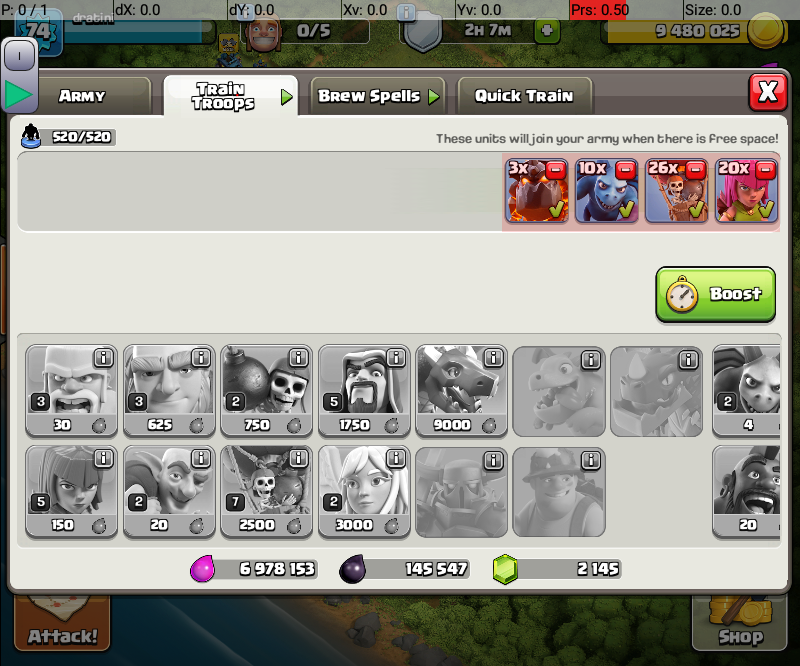 P: 0 / 1 dX: 0.0 dY: 0.0 Xv: 0.0 Yv: 0.0 Prs: 0.50 Size: 0.0
74 dratini 0/5 2H 7M 9 480 025
Army Train Troops Brew Spells Quick Train X
520/520 These units will join your army when there is free space!
3x 10x 26x 20x
Boost
3 3 2 5 2
30 625 750 1750 9000 4
5 2 7 2
150 20 2500 3000 20
6 978 153 145 547 2 145
Attack! Shop